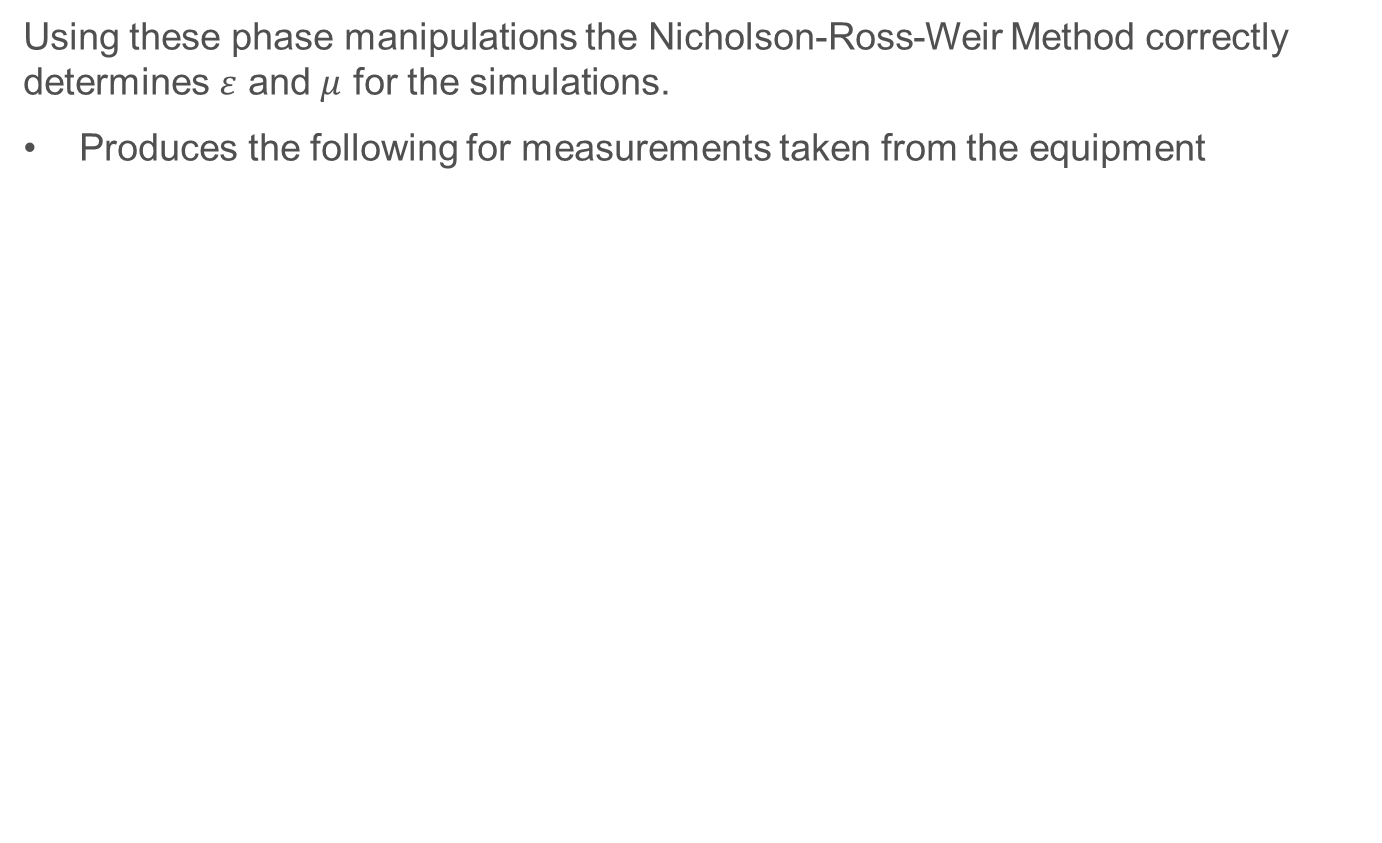 Using these phase manipulations the Nicholson-Ross-Weir Method correctly
determines ε and μ for the simulations.
• Produces the following for measurements taken from the equipment